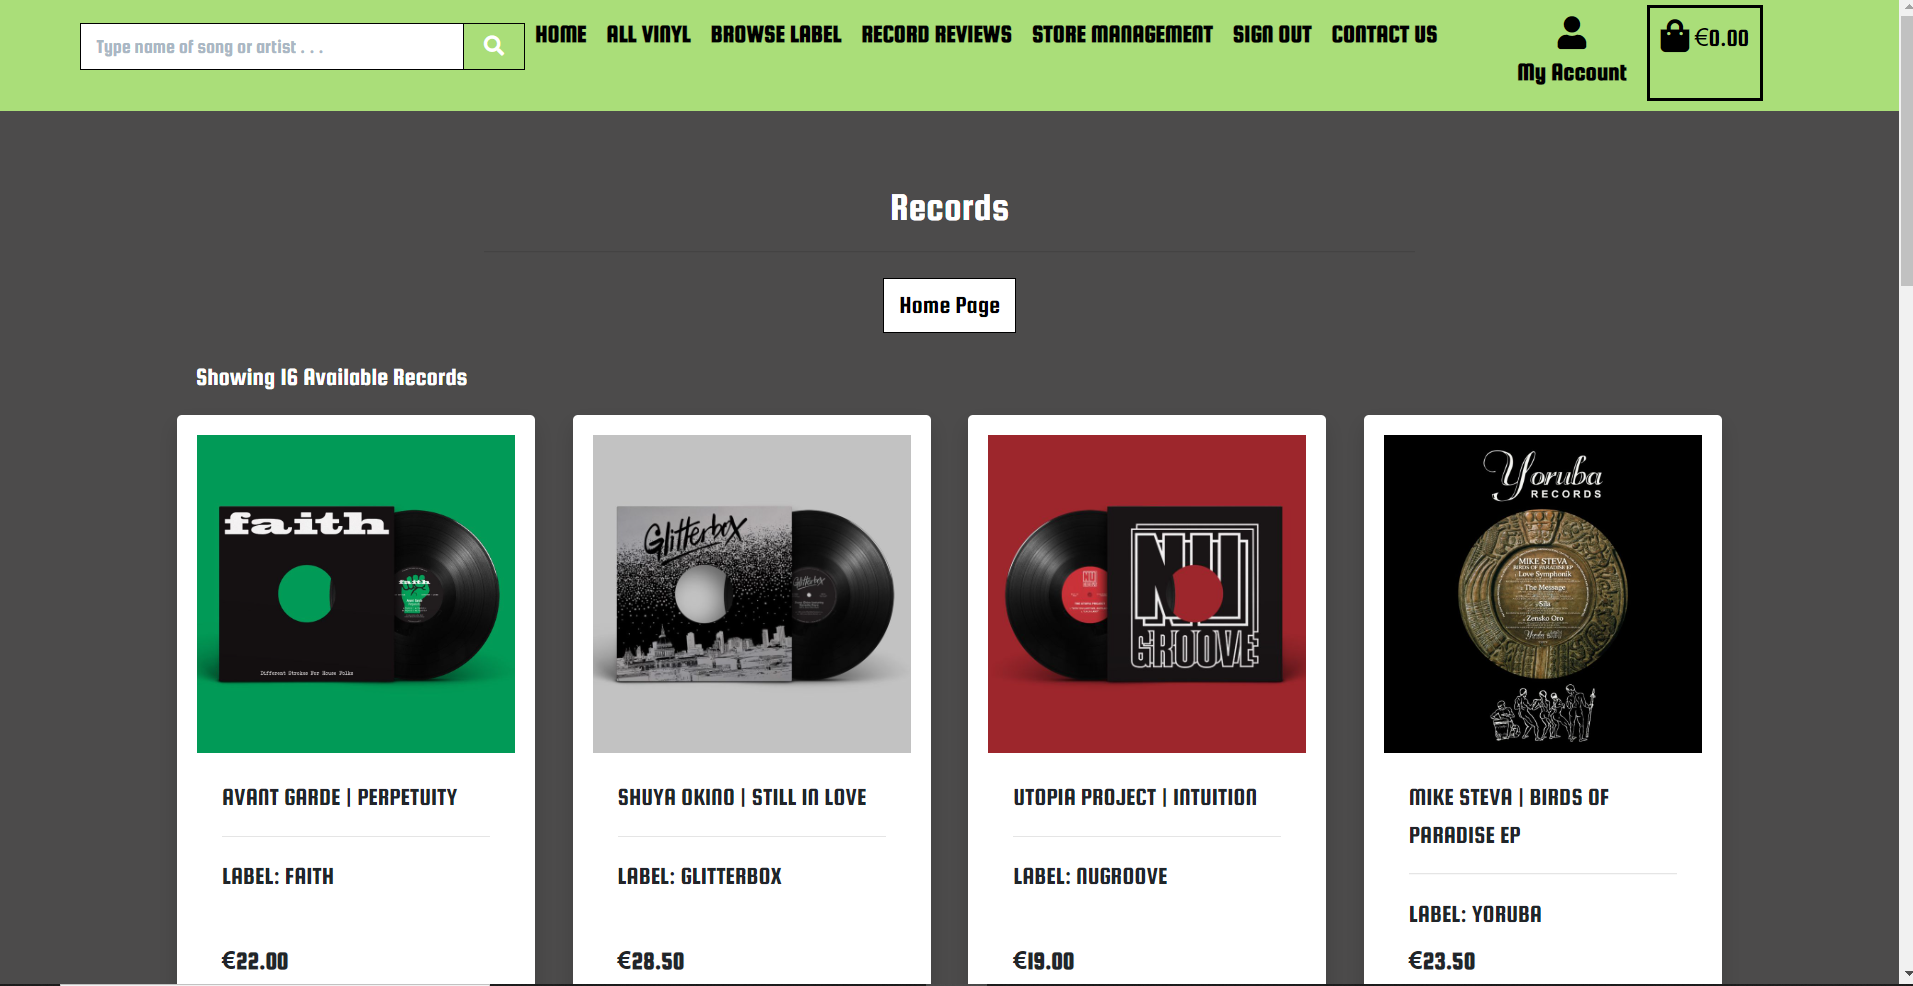 Type name of song or artist . . .
HOME ALL VINYL BROWSE LABEL RECORD REVIEWS STORE MANAGEMENT SIGN OUT CONTACT US
My Account
€0.00
Records
Home Page
Showing 16 Available Records
faith
faith
Different Strokes For House Folks
Glitterbox
Glitterbox
NU
GROOVE
Yoruba
RECORDS
MIKE STEVA
BIRDS OF PARADISE EP
Love Symphonik
The Message
Sila
Zensko Oro
AVANT GARDE | PERPETUITY
LABEL: FAITH
€22.00
SHUYA OKINO | STILL IN LOVE
LABEL: GLITTERBOX
€28.50
UTOPIA PROJECT | INTUITION
LABEL: NUGROOVE
€19.00
MIKE STEVA | BIRDS OF
PARADISE EP
LABEL: YORUBA
€23.50